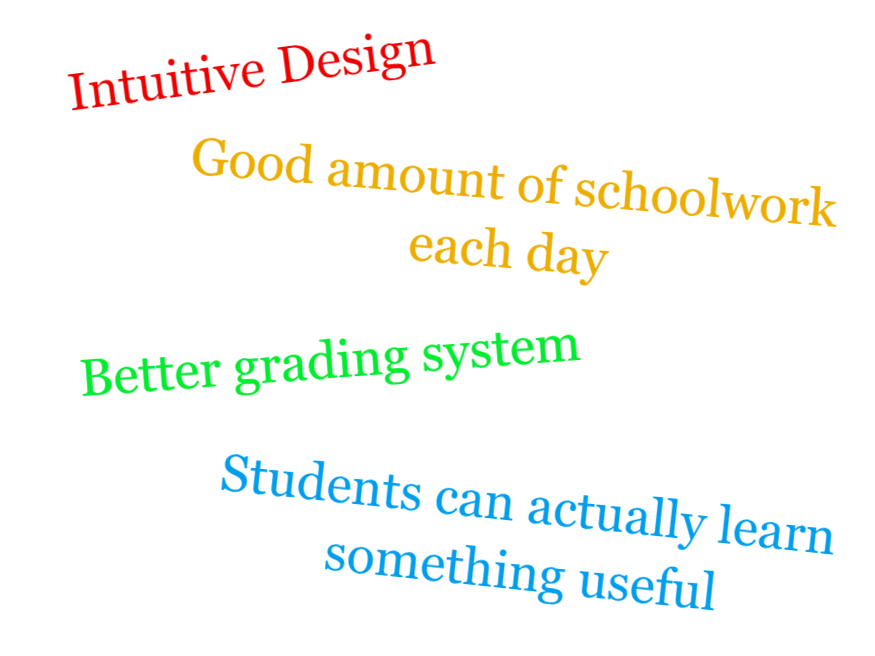 Intuitive Design
Good amount of schoolwork
each day
Better grading system
Students can actually learn
something useful